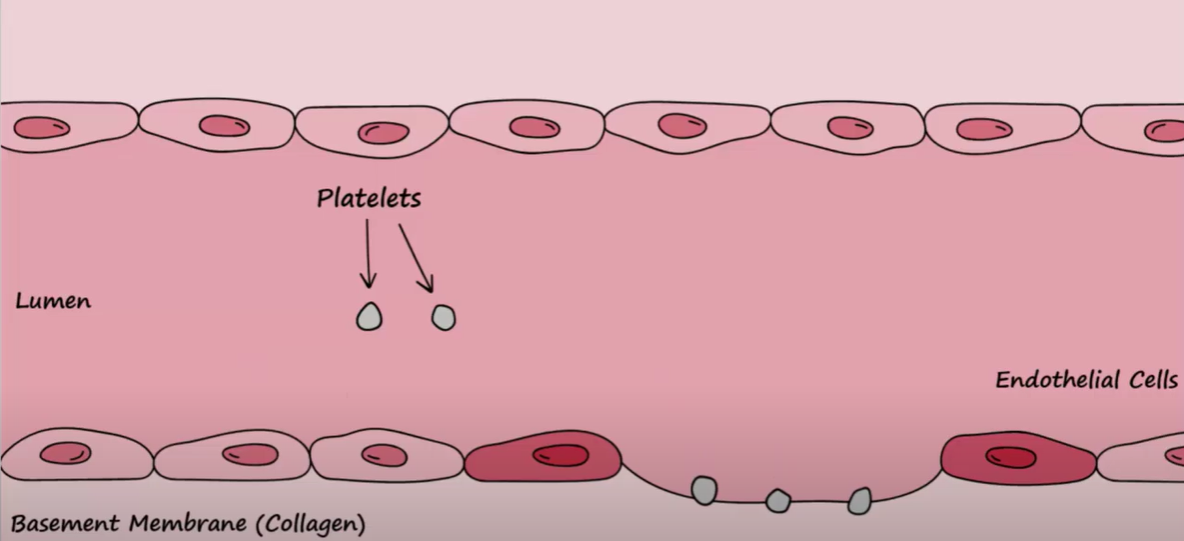 Platelets
Lumen
Endothelial Cells
Basement Membrane (Collagen)